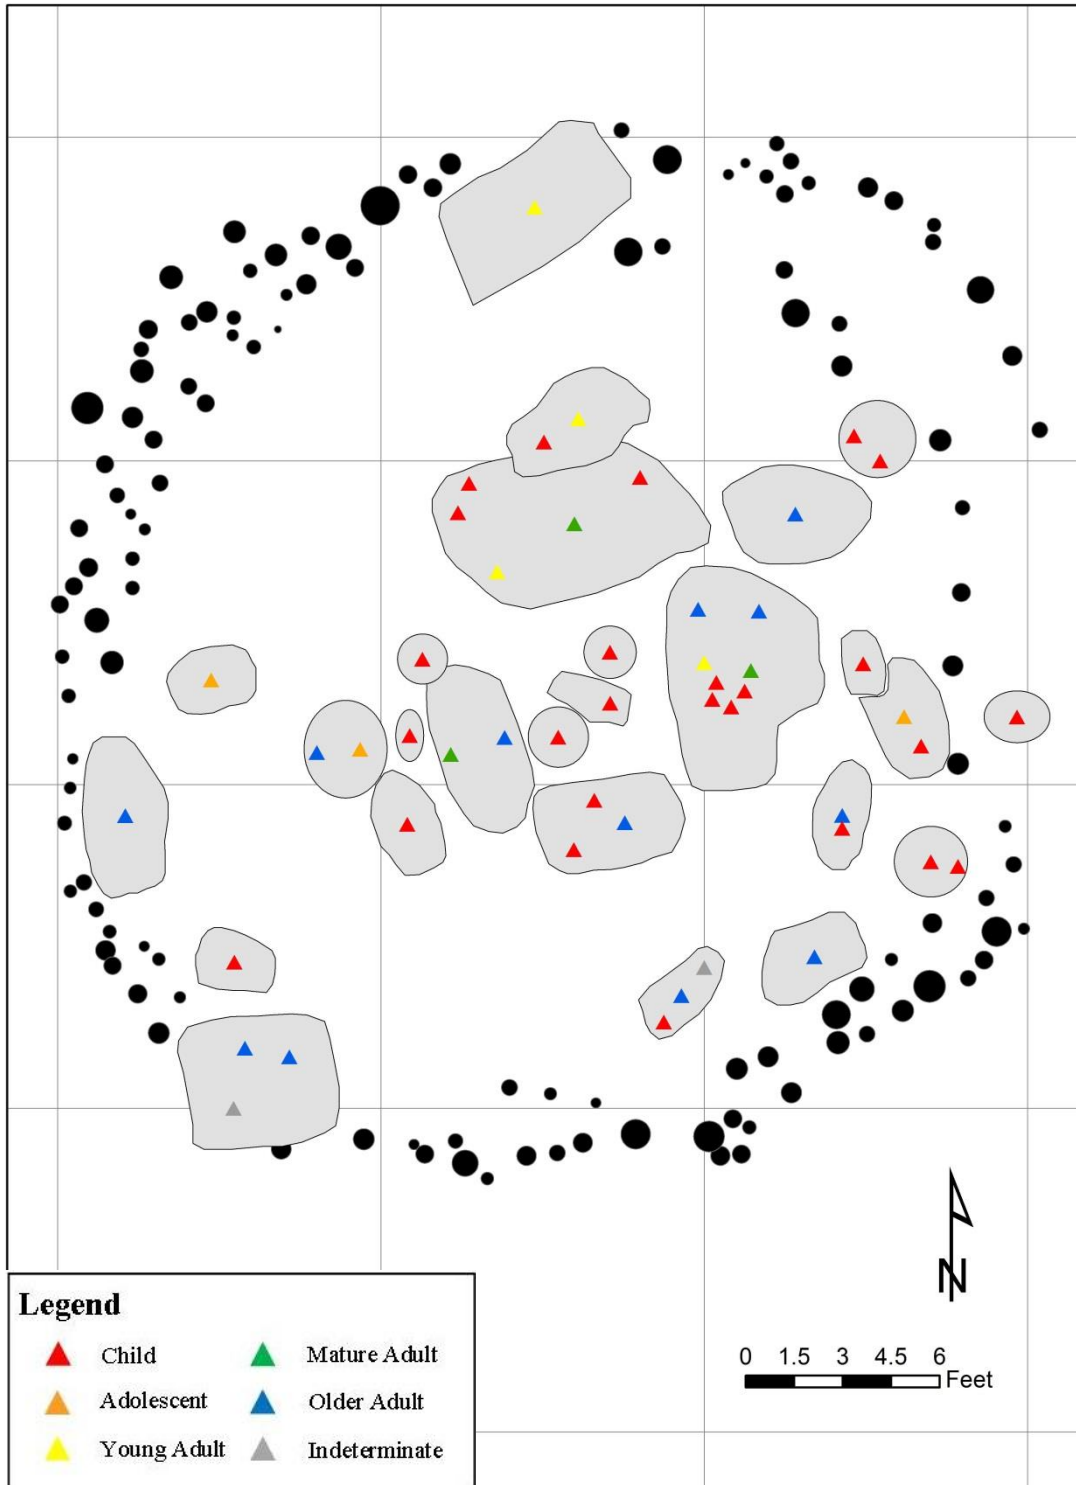 N
Legend
Child
Mature Adult
Adolescent
Older Adult
Young Adult
Indeterminate
0 1.5 3 4.5 6
Feet